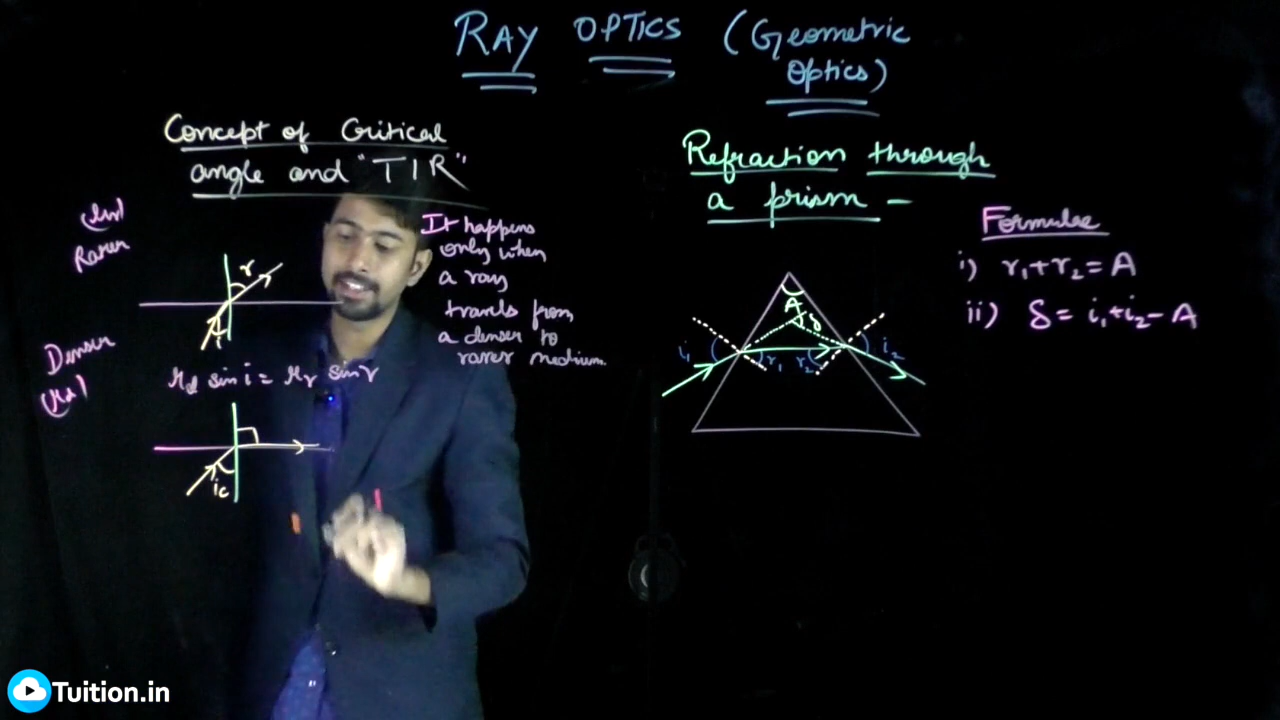 RAY OPTICS (Geometric
Optics)
Concept of Critical
angle and "TIR"
Rarer
Denser
r
i
It happens
only when
a ray
travels from
a denser to
rarer medium.
μd sin i = μr sin r
ic
Refraction through
a prism -
A
δ
i1
r1
r2
i2
Formulae
i) r1 + r2 = A
ii) δ = i1 + i2 - A
Tuition.in